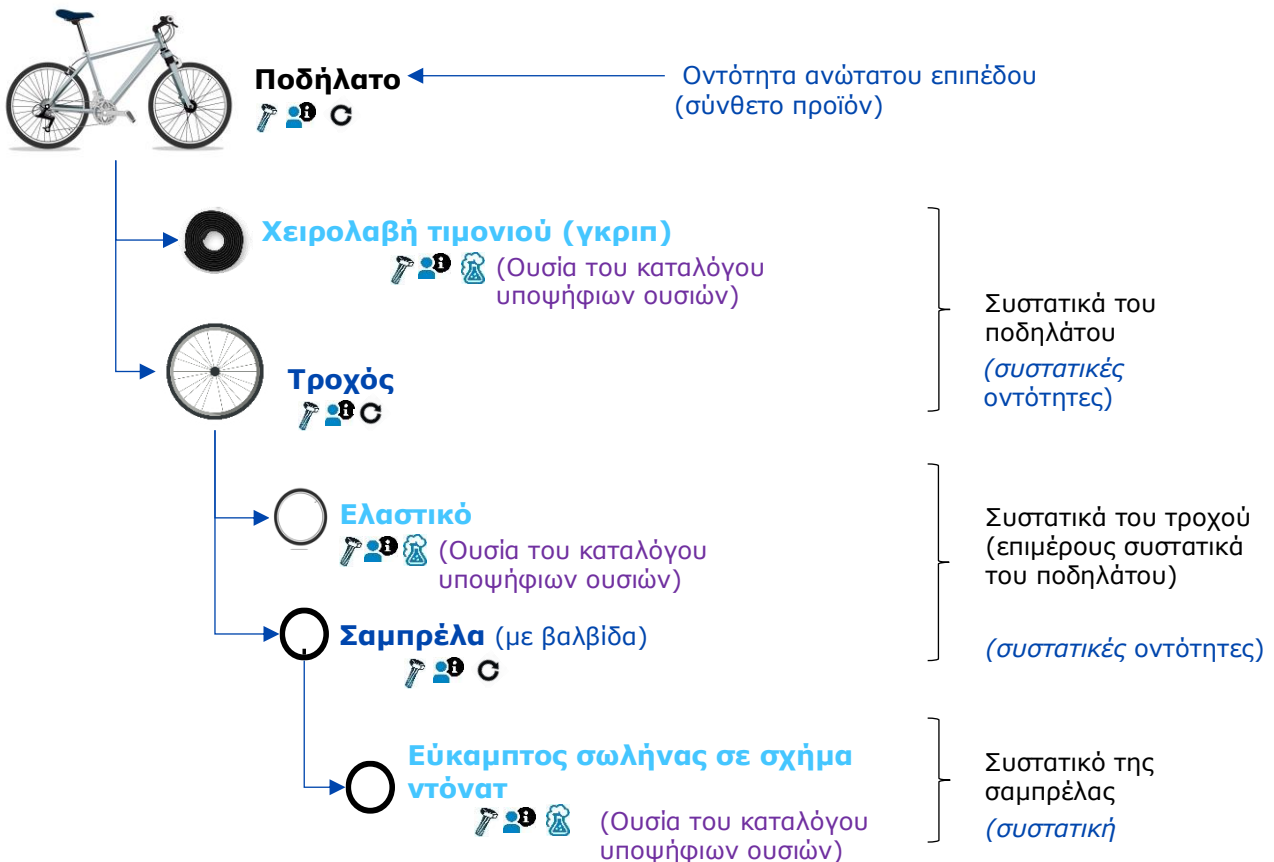 Ποδήλατο
Οντότητα ανώτατου επιπέδου
(σύνθετο προϊόν)
Χειρολαβή τιμονιού (γκριπ)
(Ουσία του καταλόγου
υποψήφιων ουσιών)
Συστατικά του
ποδηλάτου
(συστατικές
οντότητες)
Τροχός
Ελαστικό
(Ουσία του καταλόγου
υποψήφιων ουσιών)
Συστατικά του τροχού
(επιμέρους συστατικά
του ποδηλάτου)
(συστατικές οντότητες)
Σαμπρέλα (με βαλβίδα)
Εύκαμπτος σωλήνας σε σχήμα
ντόνατ
(Ουσία του καταλόγου
υποψήφιων ουσιών)
Συστατικό της
σαμπρέλας
(συστατική